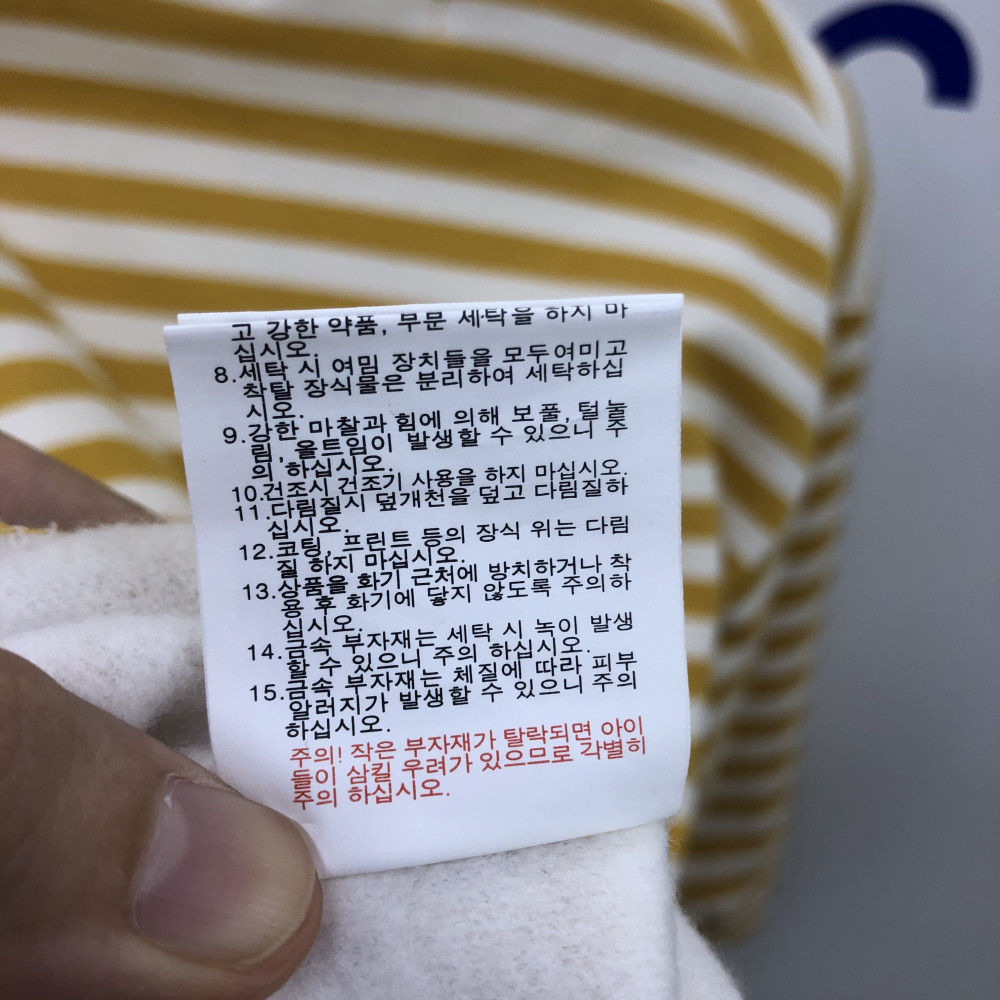 고 강한 약품, 부문 세탁을 하지 마
십시오.
8.세탁 시 여밈 장치들을 모두여미고
착탈 장식물은 분리하여 세탁하십
시오.
9.강한 마찰과 힘에 의해 보풀, 털눌
림, 올트임이 발생할 수 있으니 주
의 하십시오.
10.건조시 건조기 사용을 하지 마십시오.
11.다림질시 덮개천을 덮고 다림질하
십시오.
12.코팅, 프린트 등의 장식 위는 다림
질 하지 마십시오.
13.상품을 화기 근처에 방치하거나 착
용 후 화기에 닿지 않도록 주의하
십시오.
14.금속 부자재는 세탁 시 녹이 발생
할 수 있으니 주의 하십시오.
15.금속 부자재는 체질에 따라 피부
알러지가 발생할 수 있으니 주의
하십시오.
주의! 작은 부자재가 탈락되면 아이
들이 삼킬 우려가 있으므로 각별히
주의 하십시오.